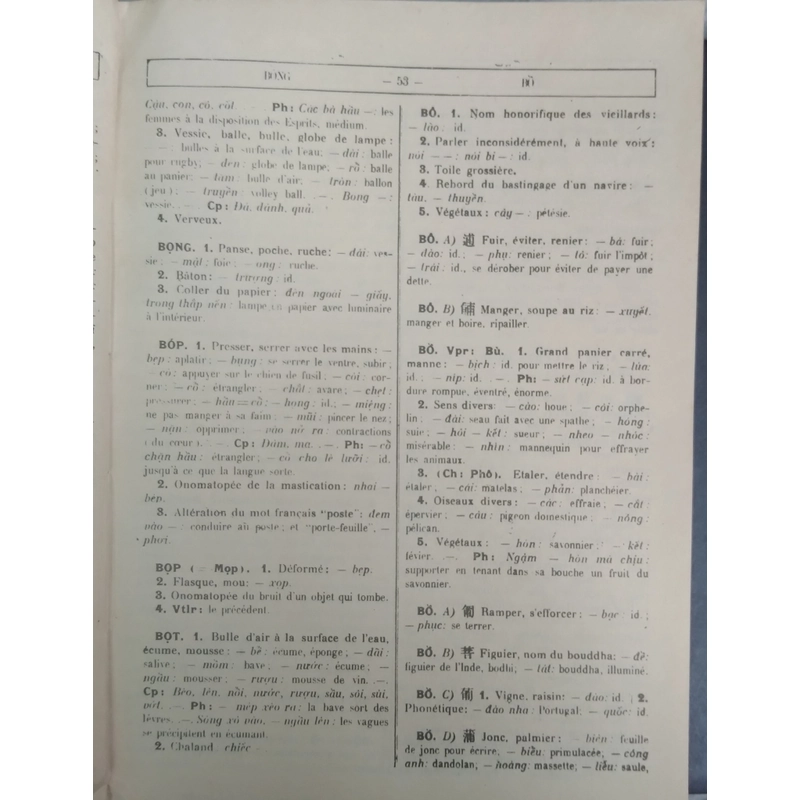 BỌNG
— 53 —
BỒ
Cậu, con, cô, cốt. Ph: Các bà hầu —: les
femmes à la disposition des Esprits, médium.
3. Vessie, balle, bulle, globe de lampe:
— : bulles à la surface de l'eau; — dài: balle
pour rugby; — đèn: globe de lampe; — rổ: balle
au panier; — tăm: bulle d'air, — tròn: ballon
(jeu); — truyền: volley ball. .—. Bong —:
vessie. .— Cp: Đá, đánh, quả.
4. Verveux.
BỌNG. 1. Panse, poche, ruche: — đái: ves-
sie; — mật: foie; — ong: ruche.
2. Bâton: — trượng: id.
3. Coller du papier: đèn ngoài — giấy,
trong thắp nến: lampe en papier avec luminaire
à l'intérieur.
BÓP. 1. Presser, serrer avec les mains: —
bẹp: aplatir; — bụng: se serrer le ventre, subir;
— cò: appuyer sur le chien de fusil; — còi: cor-
ner; — cổ: étrangler; — chắt: avare; — chẹt:
pressurer; — hầu = cổ; — họng: id.; — miệng:
ne pas manger à sa faim; — mũi: pincer le nez;
— nặn: opprimer, — vào nở ra: contractions
(du cœur). .— Cp: Đấm, ma. .—. Ph: — cổ
chặn hầu: étrangler; — cổ cho lè lưỡi: id.
jusqu'à ce que la langue sorte.
2. Onomatopée de la mastication: nhai —
bép.
3. Altération du mot français "poste": đem
vào —: conduire au poste; et "porte-feuille", —
phơi.
BỌP (= Mọp). 1. Déformé: — bẹp.
2. Flasque, mou: — xọp.
3. Onomatopée du bruit d'un objet qui tombe.
4. Vtlr: le précédent.
BỌT. 1. Bulle d'air à la surface de l'eau,
écume, mousse: — bể: écume, éponge; — dãi:
salive; — mồm: bave, — nước: écume; —
ngầu: mousser; — rượu: mousse de vin. .—.
Cp: Bèo, lên, nổi, nước, rượu, sầu, sôi, sùi,
vớt. .—. Ph: — mép xèo ra: la bave sort des
lèvres. .—. Sóng xô vào, — ngầu lên: les vagues
se précipitent en écumant.
2. Chaland: chiếc —
BÔ. 1. Nom honorifique des vieillards:
— lão: id.
2. Parler inconsidérément, à haute voix:
nói — —: nói bi —: id.
3. Toile grossière.
4. Rebord du bastingage d'un navire: —
tàu, — thuyền.
5. Végétaux: cây —: pétésie.
BÔ. A) 逋 Fuir, éviter, renier: — bá: fuir;
— đào: id.; — phụ: renier; — tô: fuir l'impôt;
— trái: id., se dérober pour éviter de payer une
dette.
BÔ. B) 餔 Manger, soupe au riz: — xuyết:
manger et boire, ripailler.
BỒ. Vpr: Bù. 1. Grand panier carré,
manne: — bịch: id. pour mettre le riz, — lúa:
id.; — níp: id. .—. Ph: — sứt cạp: id. à bor-
dure rompue, éventré, énorme.
2. Sens divers: — cào: houe; — côi: orphe-
lin; — đài: seau fait avec une spathe; — hóng:
suie; — hôi — kết: sueur; — nheo — nhóc:
misérable; — nhìn: mannequin pour effrayer
les animaux.
3. (Ch: Phô). Etaler, étendre: — bài:
étaler; — cái: matelas; — phản: planchéier.
4. Oiseaux divers: — các: effraie; — cắt:
épervier; — câu: pigeon domestique; — nông:
pélican.
5. Végétaux: — hòn: savonnier; — kết:
févier. .—. Ph: Ngậm — hòn mà chịu:
supporter en tenant dans sa bouche un fruit du
savonnier.
BỒ. A) 匍 Ramper, s'efforcer; — bặc: id.;
— phục: se terrer.
BỒ. B) 菩 Figuier, nom du bouddha: — đề:
figuier de l'Inde, bodhi, — tát: bouddha, illuminé.
BỒ. C) 1. Vigne, raisin: — đào: id. 2.
Phonétique: — đào nha: Portugal; — quốc: id.
BỒ. D) 蒲 Jonc, palmier: — biên: feuille
de jonc pour écrire, — biều: primulacée, — công
anh: dandolan; — hoàng: massette; — liễu: saule,